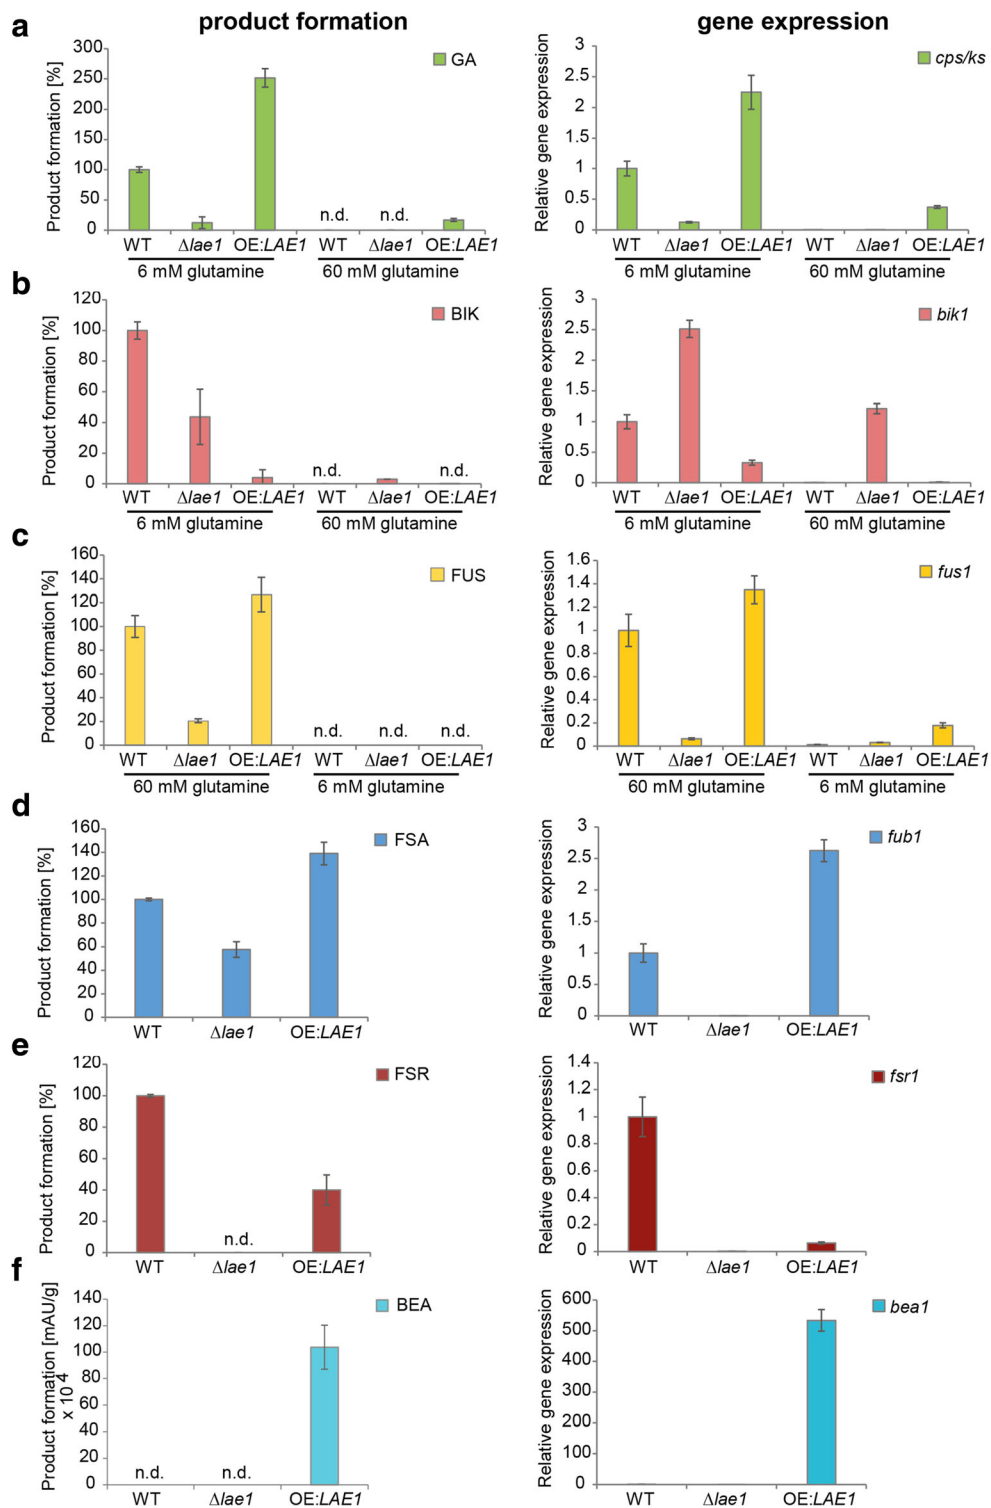 product formation
gene expression
a
Product formation [%]
300
250
200
150
100
50
0
GA
n.d.
n.d.
WT
Δlae1
OE:LAE1
WT
Δlae1
OE:LAE1
6 mM glutamine
60 mM glutamine
Relative gene expression
3
2.5
2
1.5
1
0.5
0
cps/ks
WT
Δlae1
OE:LAE1
WT
Δlae1
OE:LAE1
6 mM glutamine
60 mM glutamine
b
Product formation [%]
120
100
80
60
40
20
0
BIK
n.d.
n.d.
WT
Δlae1
OE:LAE1
WT
Δlae1
OE:LAE1
6 mM glutamine
60 mM glutamine
Relative gene expression
3
2.5
2
1.5
1
0.5
0
bik1
WT
Δlae1
OE:LAE1
WT
Δlae1
OE:LAE1
6 mM glutamine
60 mM glutamine
c
Product formation [%]
160
140
120
100
80
60
40
20
0
FUS
n.d.
n.d.
n.d.
WT
Δlae1
OE:LAE1
WT
Δlae1
OE:LAE1
60 mM glutamine
6 mM glutamine
Relative gene expression
1.6
1.4
1.2
1
0.8
0.6
0.4
0.2
0
fus1
WT
Δlae1
OE:LAE1
WT
Δlae1
OE:LAE1
60 mM glutamine
6 mM glutamine
d
Product formation [%]
160
140
120
100
80
60
40
20
0
FSA
WT
Δlae1
OE:LAE1
Relative gene expression
3
2.5
2
1.5
1
0.5
0
fub1
WT
Δlae1
OE:LAE1
e
Product formation [%]
120
100
80
60
40
20
0
FSR
n.d.
WT
Δlae1
OE:LAE1
Relative gene expression
1.4
1.2
1
0.8
0.6
0.4
0.2
0
fsr1
WT
Δlae1
OE:LAE1
f
Product formation [mAU/g]
x 10⁴
140
120
100
80
60
40
20
0
BEA
n.d.
n.d.
WT
Δlae1
OE:LAE1
Relative gene expression
600
500
400
300
200
100
0
bea1
WT
Δlae1
OE:LAE1